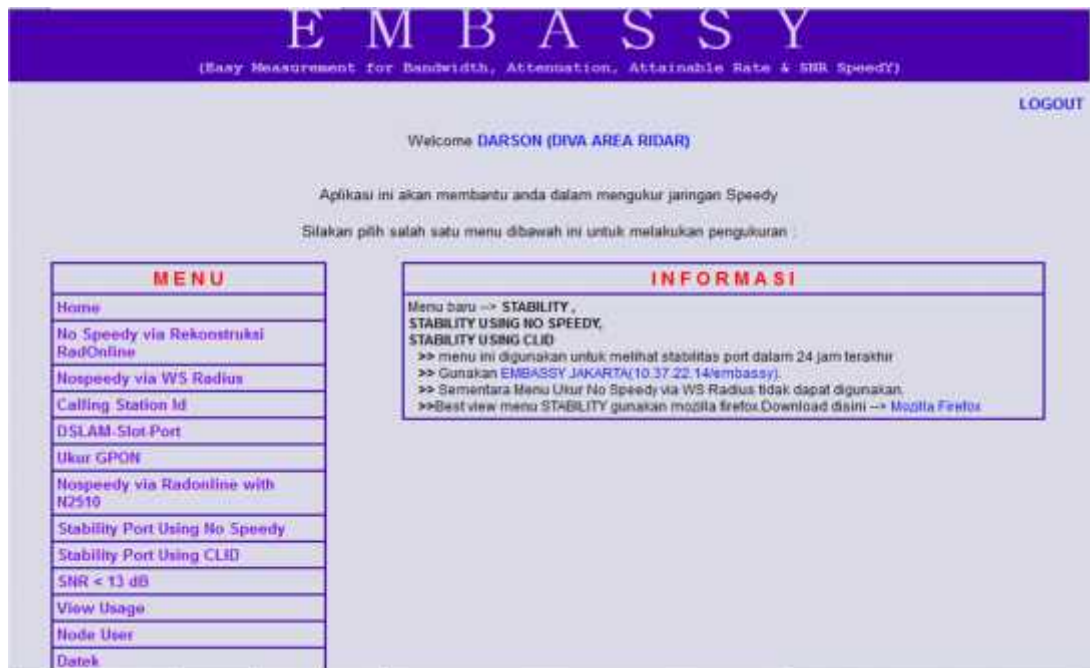 EMBASSY
(Easy Measurement for Bandwidth, Attenuation, Attainable Rate & SNR SpeedY)
LOGOUT
Welcome DARSON (DIVA AREA RIDAR)
Aplikasi ini akan membantu anda dalam mengukur jaringan Speedy
Silakan pilih salah satu menu dibawah ini untuk melakukan pengukuran :
MENU
Home
No Speedy via Rekonstruksi
RadOnline
Nospeedy via WS Radius
Calling Station Id
DSLAM-Slot-Port
Ukur GPON
Nospeedy via Radonline with
N2510
Stability Port Using No Speedy
Stability Port Using CLID
SNR < 13 dB
View Usage
Node User
Datek
INFORMASI
Menu baru --> STABILITY ,
STABILITY USING NO SPEEDY,
STABILITY USING CLID
>> menu ini digunakan untuk melihat stabilitas port dalam 24 jam terakhir
>> Gunakan EMBASSY JAKARTA(10.37.22.14/embassy).
>> Sementara Menu Ukur No Speedy via WS Radius tidak dapat digunakan.
>>Best view menu STABILITY gunakan mozilla firefox.Download disini --> Mozilla Firefox